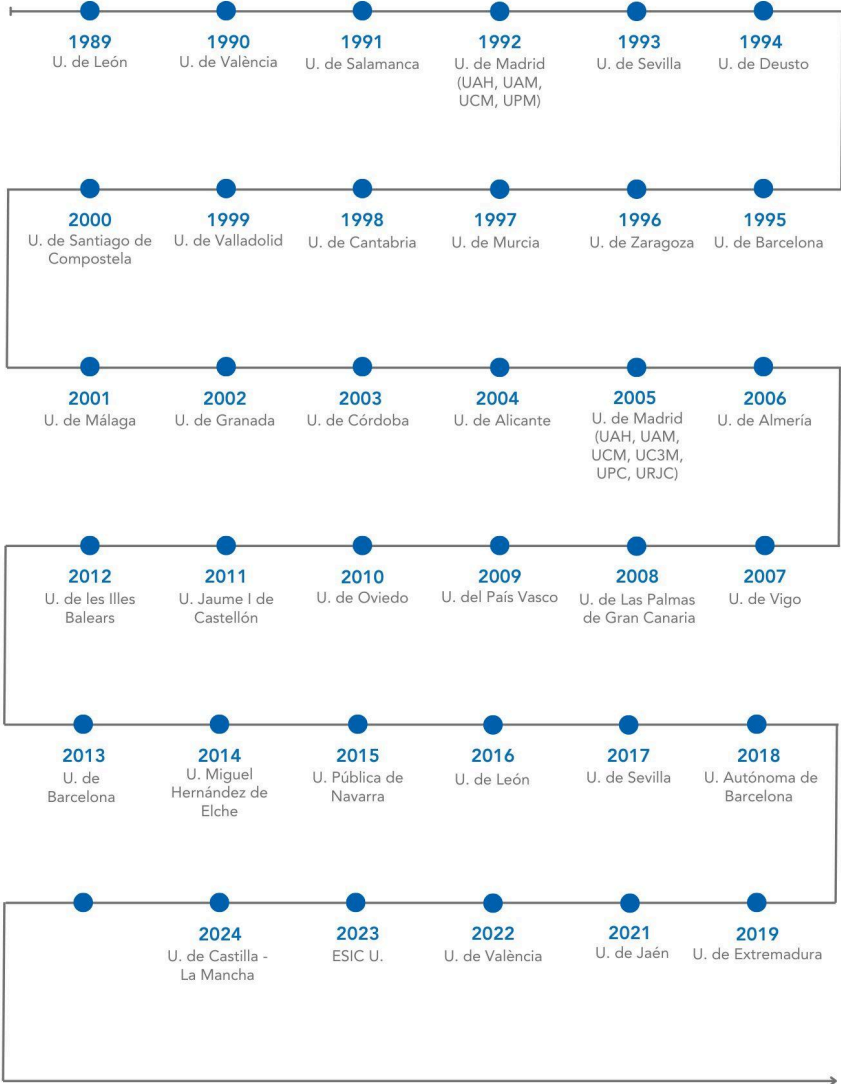 1989
U. de León
1990
U. de València
1991
U. de Salamanca
1992
U. de Madrid
(UAH, UAM,
UCM, UPM)
1993
U. de Sevilla
1994
U. de Deusto
2000
U. de Santiago de
Compostela
1999
U. de Valladolid
1998
U. de Cantabria
1997
U. de Murcia
1996
U. de Zaragoza
1995
U. de Barcelona
2001
U. de Málaga
2002
U. de Granada
2003
U. de Córdoba
2004
U. de Alicante
2005
U. de Madrid
(UAH, UAM,
UCM, UC3M,
UPC, URJC)
2006
U. de Almería
2012
U. de les Illes
Balears
2011
U. Jaume I de
Castellón
2010
U. de Oviedo
2009
U. del País Vasco
2008
U. de Las Palmas
de Gran Canaria
2007
U. de Vigo
2013
U. de
Barcelona
2014
U. Miguel
Hernández de
Elche
2015
U. Pública de
Navarra
2016
U. de León
2017
U. de Sevilla
2018
U. Autónoma de
Barcelona
2024
U. de Castilla -
La Mancha
2023
ESIC U.
2022
U. de València
2021
U. de Jaén
2019
U. de Extremadura